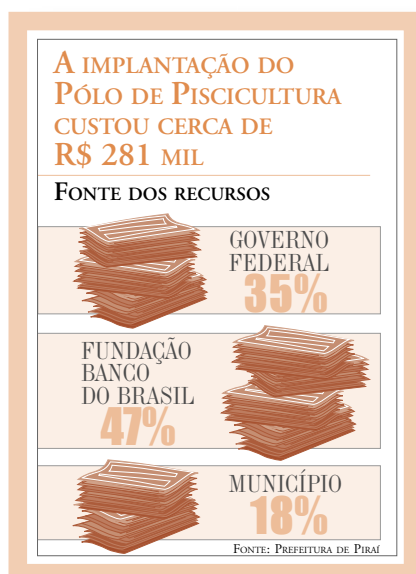 A implantação do
Pólo de Piscicultura
custou cerca de
R$ 281 mil
Fonte dos recursos
GOVERNO
FEDERAL
35%
FUNDAÇÃO
BANCO
DO BRASIL
47%
MUNICÍPIO
18%
Fonte: Prefeitura de Piraí